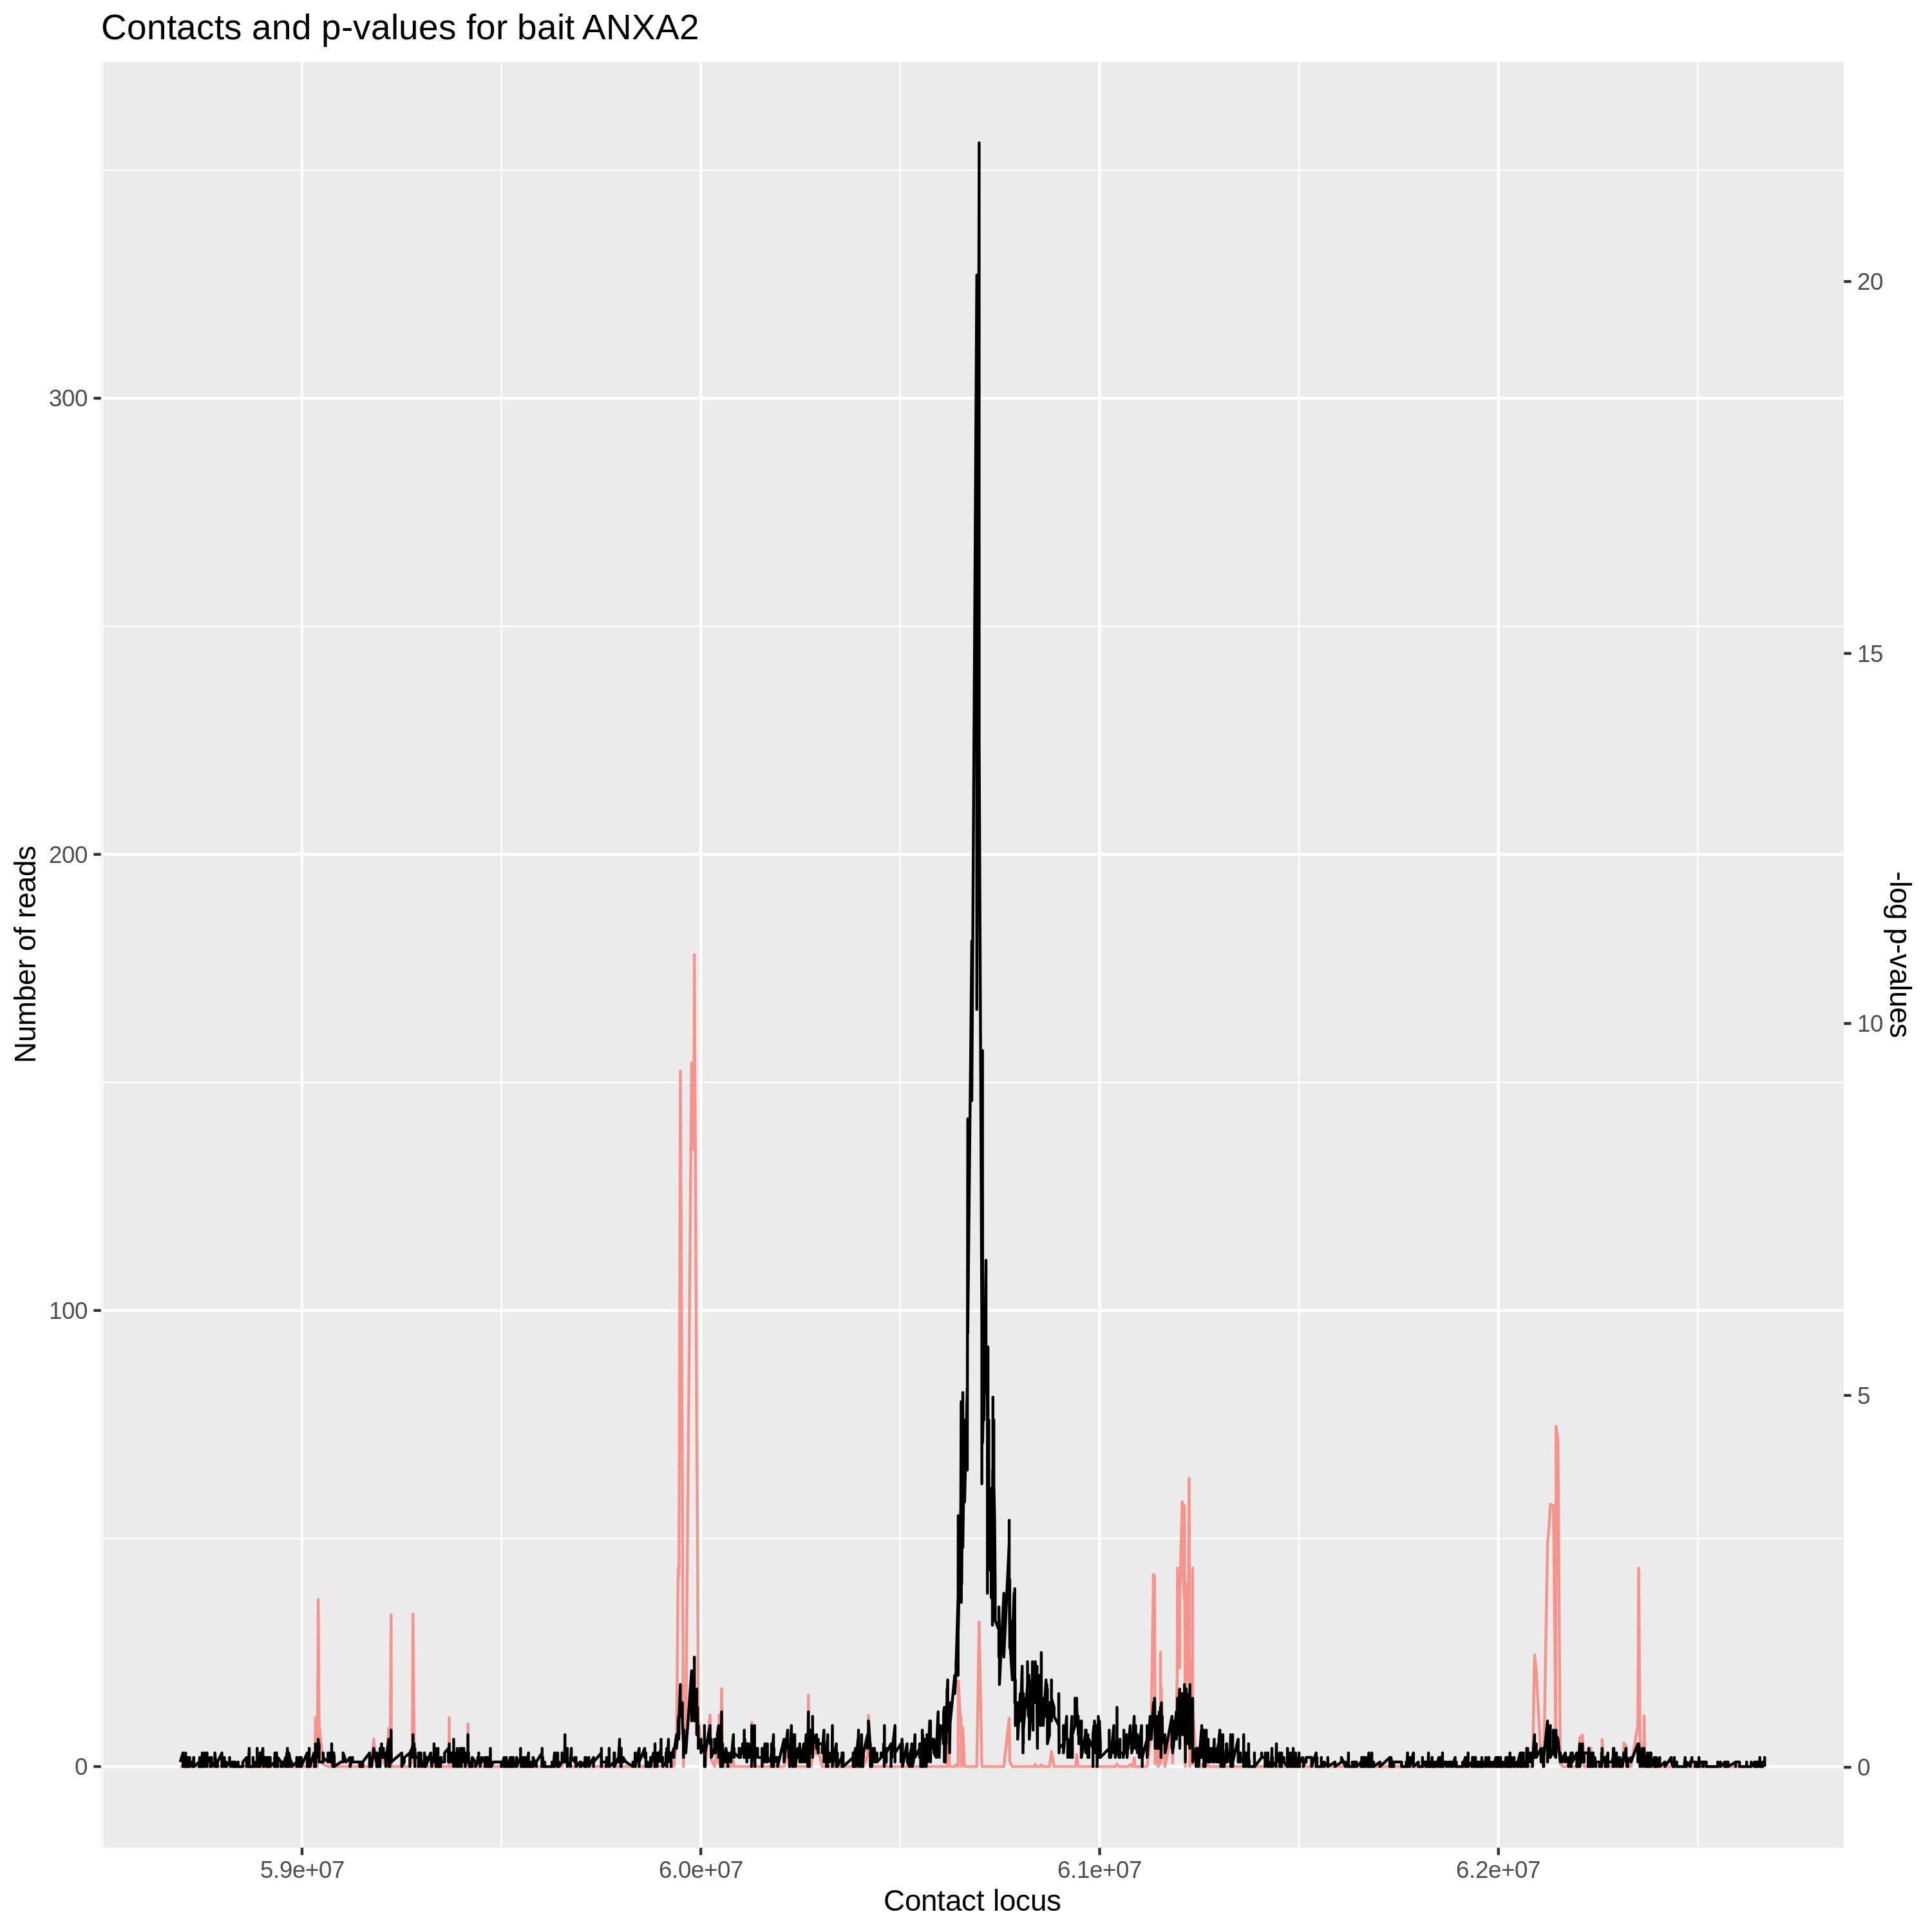 Contacts and p-values for bait ANXA2
Number of reads
300
200
100
0
20
15
10
5
0
-log p-values
5.9e+07
6.0e+07
6.1e+07
6.2e+07
Contact locus